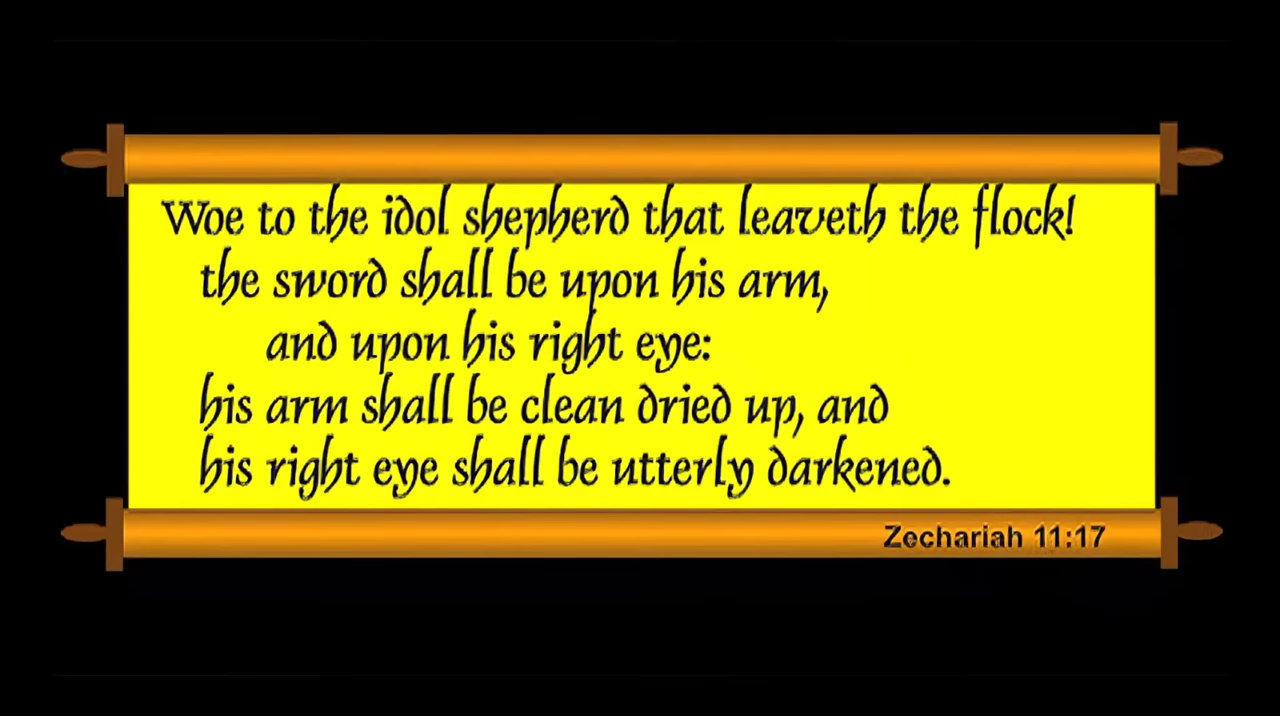 Woe to the idol shepherd that leaveth the flock!
the sword shall be upon his arm,
and upon his right eye:
his arm shall be clean dried up, and
his right eye shall be utterly darkened.
Zechariah 11:17